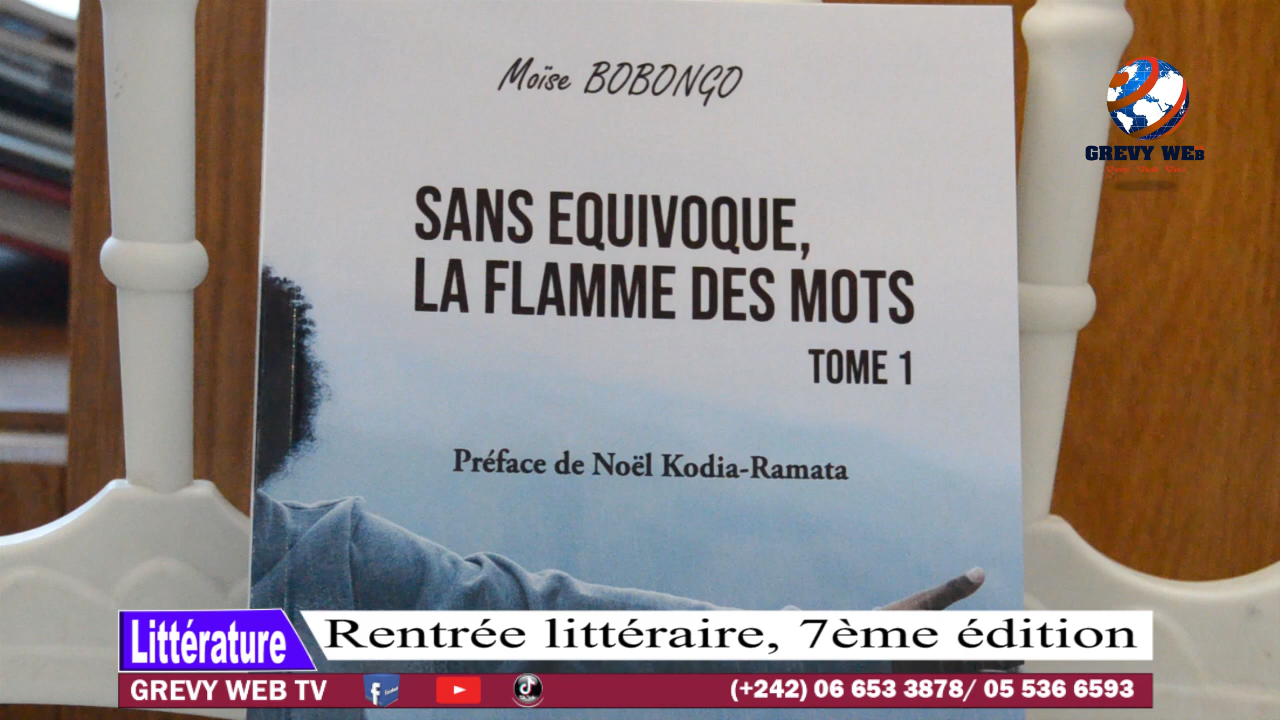 Moïse BOBONGO
SANS EQUIVOQUE,
LA FLAMME DES MOTS
TOME 1
Préface de Noël Kodia-Ramata
GREVY WEB
Littérature
Rentrée littéraire, 7ème édition
GREVY WEB TV
(+242) 06 653 3878/ 05 536 6593